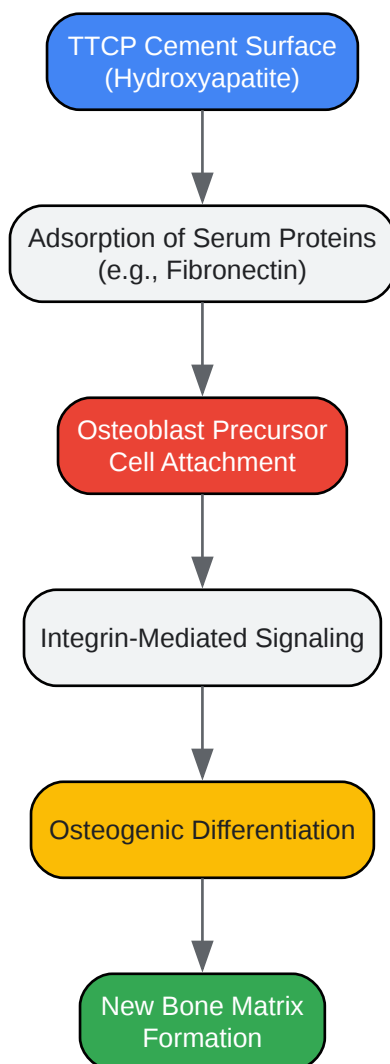 TTCP Cement Surface
(Hydroxyapatite)
Adsorption of Serum Proteins
(e.g., Fibronectin)
Osteoblast Precursor
Cell Attachment
Integrin-Mediated Signaling
Osteogenic Differentiation
New Bone Matrix
Formation